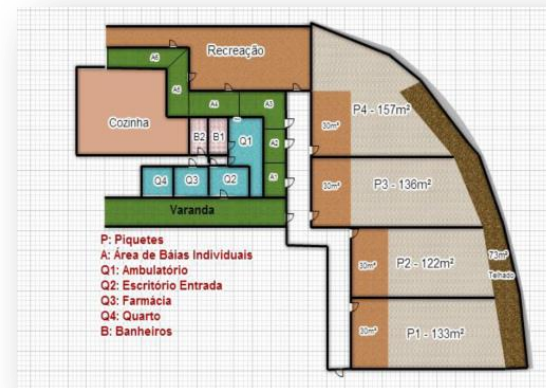 Recreação
A6
A5
A4
A3
A2
A1
Cozinha
B2
B1
Q1
Q4
Q3
Q2
Varanda
P4 - 157m²
30m²
P3 - 136m²
30m²
P2 - 122m²
30m²
73m²
Telhado
P1 - 133m²
30m²
P: Piquetes
A: Área de Báias Individuais
Q1: Ambulatório
Q2: Escritório Entrada
Q3: Farmácia
Q4: Quarto
B: Banheiros